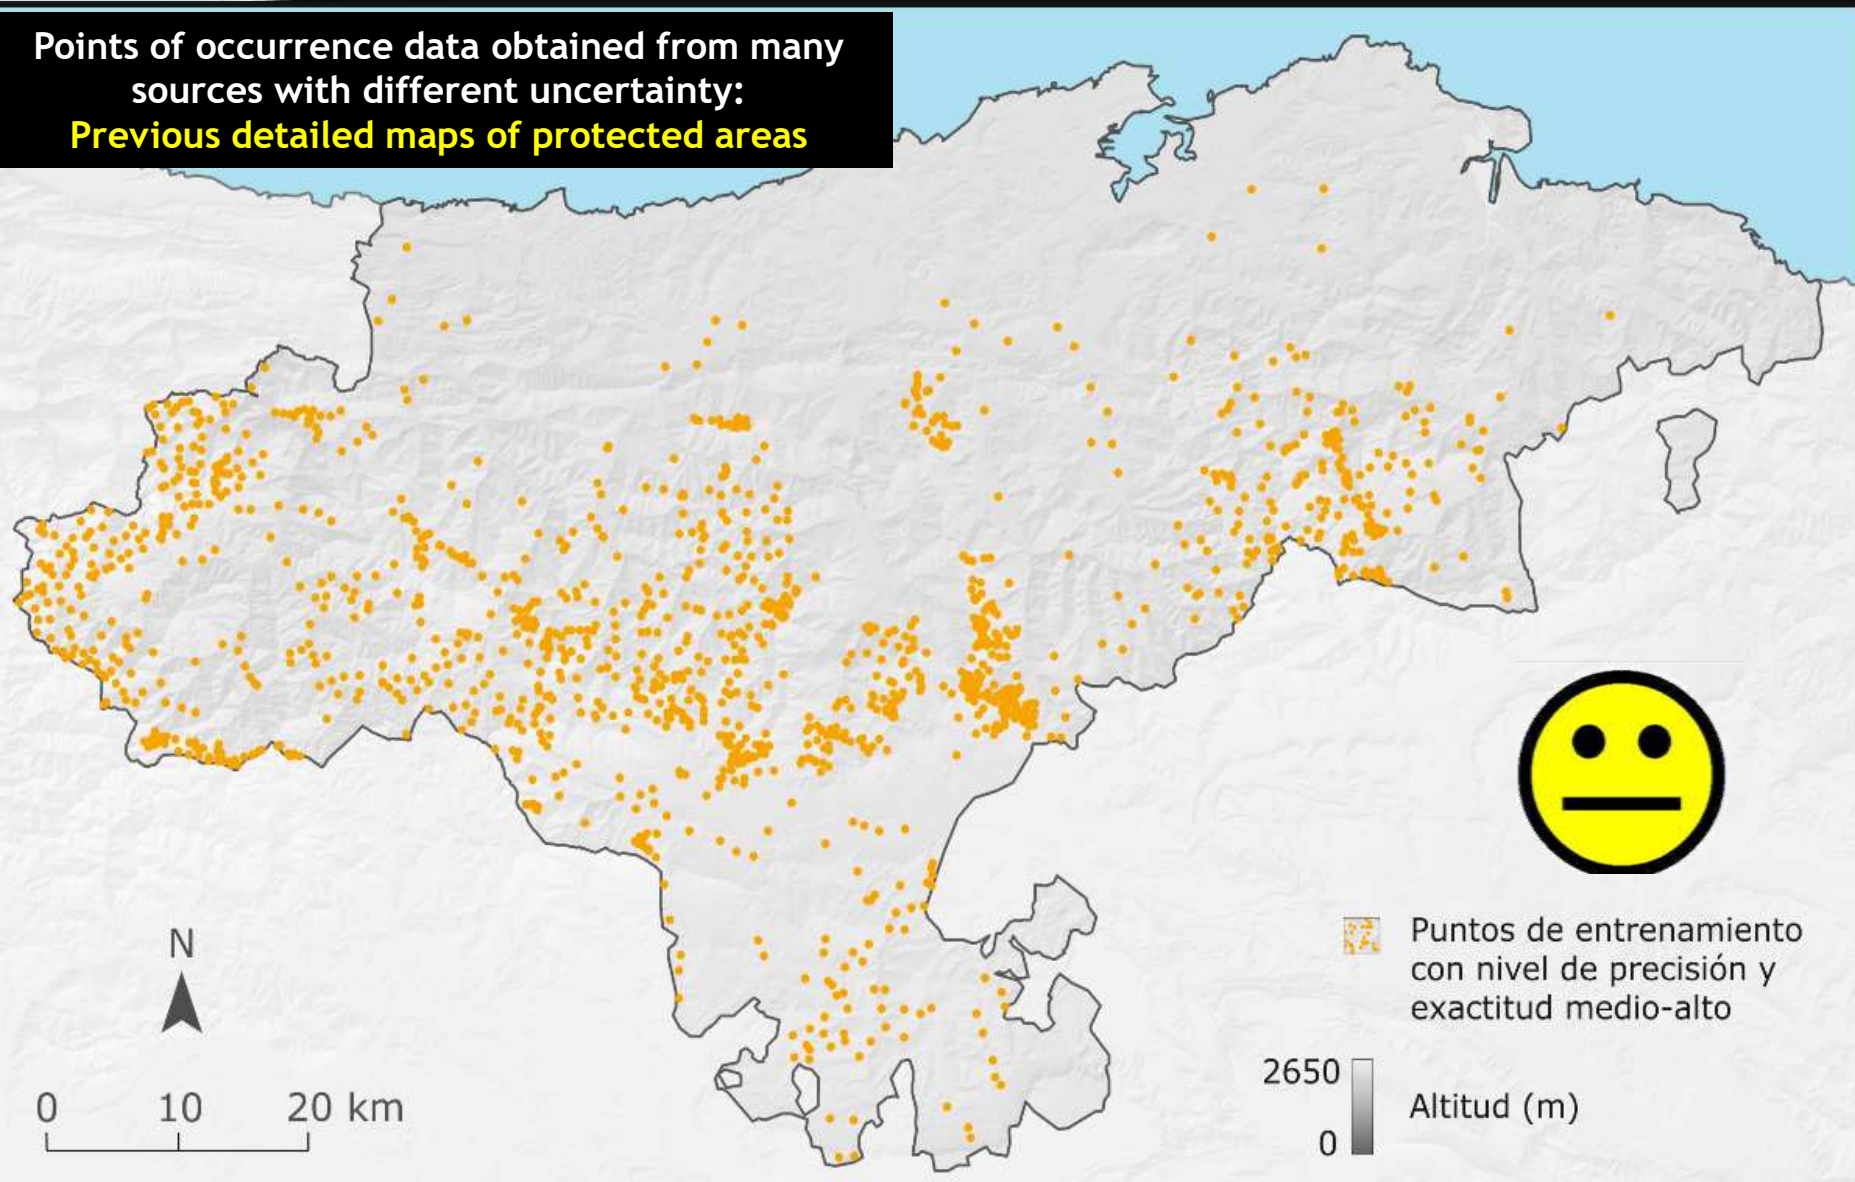 Points of occurrence data obtained from many
sources with different uncertainty:
Previous detailed maps of protected areas
N
0 10 20 km
Puntos de entrenamiento
con nivel de precisión y
exactitud medio-alto
2650
Altitud (m)
0